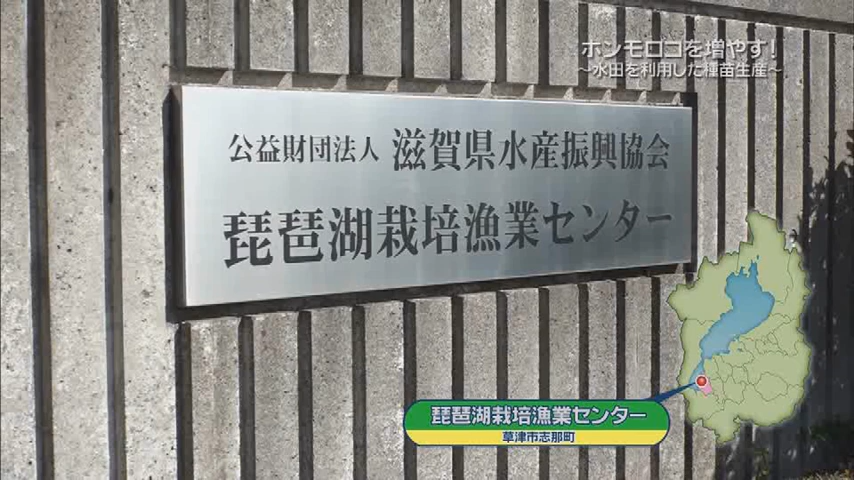 ホンモロコを増やす!
～水田を利用した種苗生産～
公益財団法人 滋賀県水産振興協会
琵琶湖栽培漁業センター
琵琶湖栽培漁業センター
草津市志那町